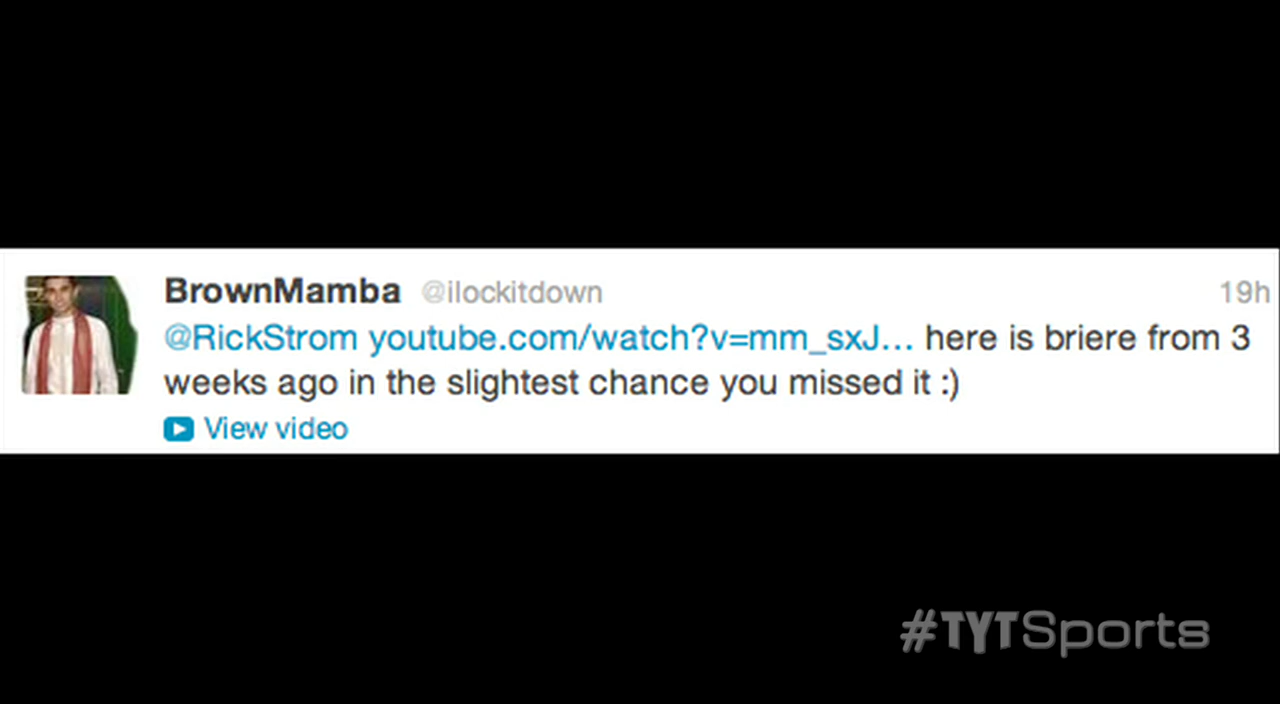 BrownMamba @ilockitdown 19h
@RickStrom youtube.com/watch?v=mm_sxJ... here is briere from 3
weeks ago in the slightest chance you missed it :)
View video
#TYTSports